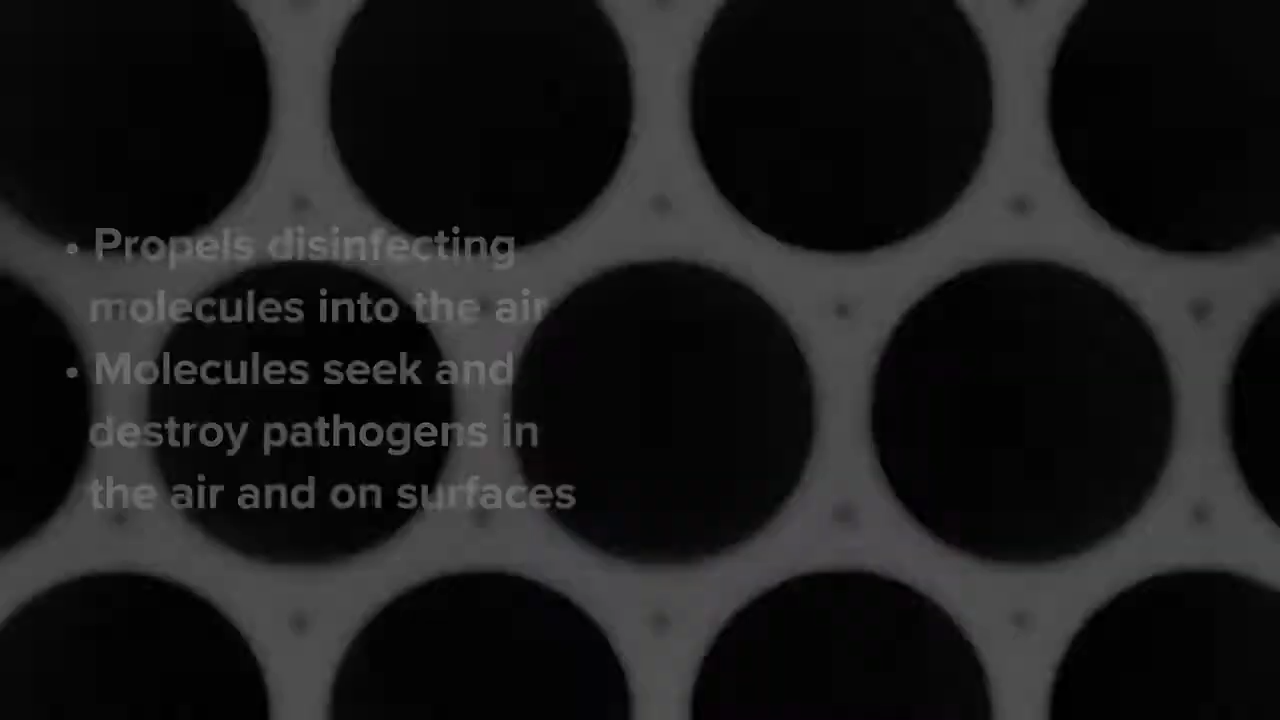 • Propels disinfecting
molecules into the air
• Molecules seek and
destroy pathogens in
the air and on surfaces